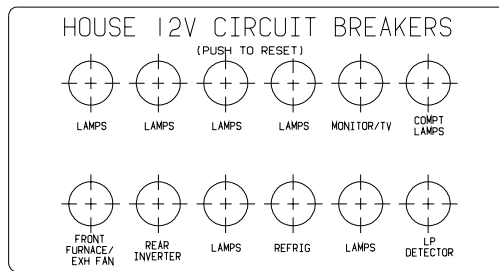 HOUSE 12V CIRCUIT BREAKERS
(PUSH TO RESET)
LAMPS LAMPS LAMPS LAMPS MONITOR/TV COMPT LAMPS
FRONT FURNACE/ EXH FAN REAR INVERTER LAMPS REFRIG LAMPS LP DETECTOR